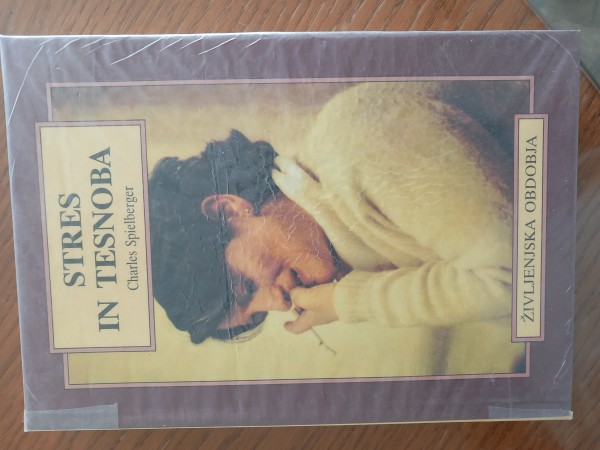 STRES
IN TESNOBA
Charles Spielberger
ŽIVLJENJSKA OBDOBJA